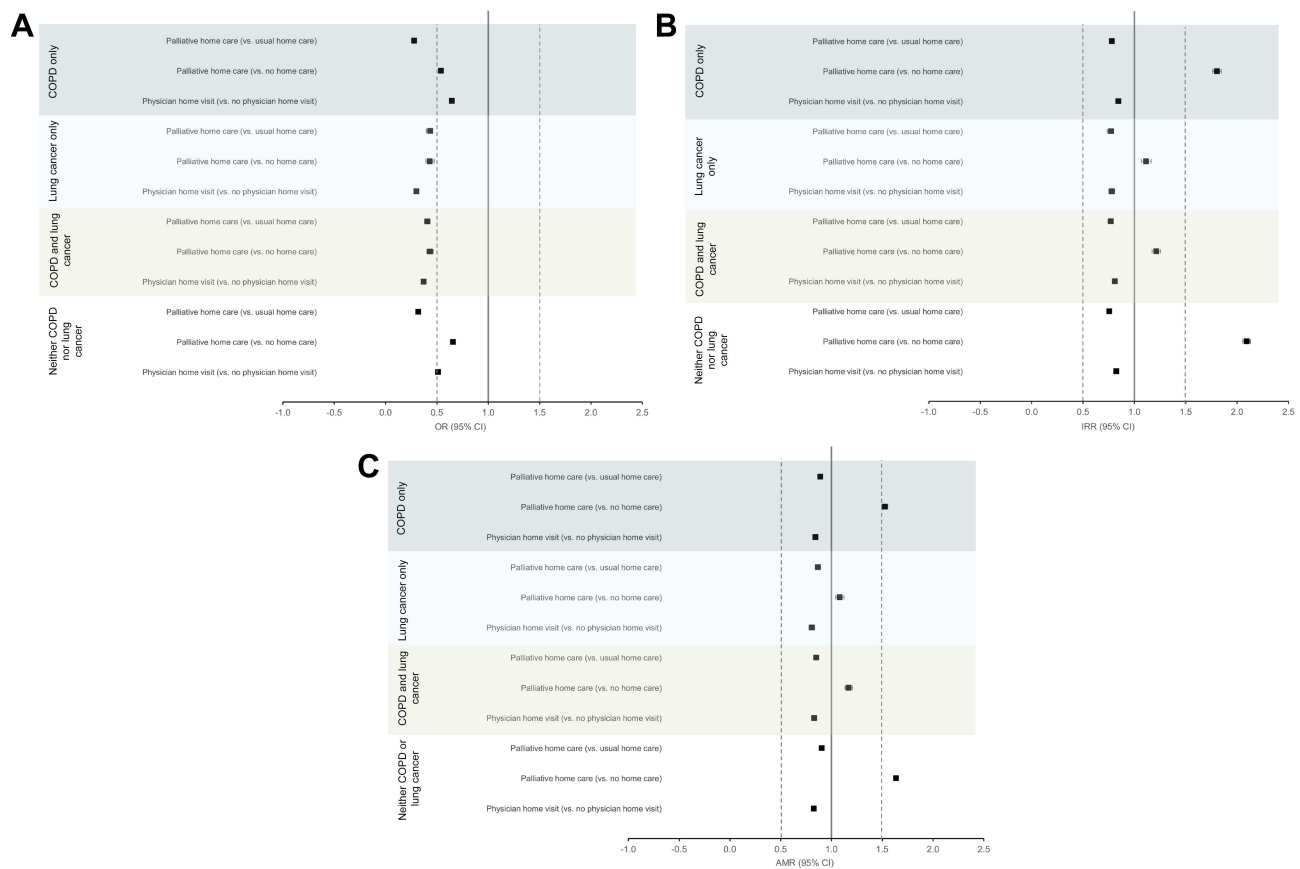 A
COPD only
Palliative home care (vs. usual home care)
Palliative home care (vs. no home care)
Physician home visit (vs. no physician home visit)
Lung cancer only
Palliative home care (vs. usual home care)
Palliative home care (vs. no home care)
Physician home visit (vs. no physician home visit)
COPD and lung
cancer
Palliative home care (vs. usual home care)
Palliative home care (vs. no home care)
Physician home visit (vs. no physician home visit)
Neither COPD
nor lung
cancer
Palliative home care (vs. usual home care)
Palliative home care (vs. no home care)
Physician home visit (vs. no physician home visit)
-1.0 -0.5 0.0 0.5 1.0 1.5 2.0 2.5
OR (95% CI)
B
COPD only
Palliative home care (vs. usual home care)
Palliative home care (vs. no home care)
Physician home visit (vs. no physician home visit)
Lung cancer
only
Palliative home care (vs. usual home care)
Palliative home care (vs. no home care)
Physician home visit (vs. no physician home visit)
COPD and lung
cancer
Palliative home care (vs. usual home care)
Palliative home care (vs. no home care)
Physician home visit (vs. no physician home visit)
Neither COPD
nor lung
cancer
Palliative home care (vs. usual home care)
Palliative home care (vs. no home care)
Physician home visit (vs. no physician home visit)
-1.0 -0.5 0.0 0.5 1.0 1.5 2.0 2.5
IRR (95% CI)
C
COPD only
Palliative home care (vs. usual home care)
Palliative home care (vs. no home care)
Physician home visit (vs. no physician home visit)
Lung cancer only
Palliative home care (vs. usual home care)
Palliative home care (vs. no home care)
Physician home visit (vs. no physician home visit)
COPD and lung
cancer
Palliative home care (vs. usual home care)
Palliative home care (vs. no home care)
Physician home visit (vs. no physician home visit)
Neither COPD or
lung cancer
Palliative home care (vs. usual home care)
Palliative home care (vs. no home care)
Physician home visit (vs. no physician home visit)
-1.0 -0.5 0.0 0.5 1.0 1.5 2.0 2.5
AMR (95% CI)